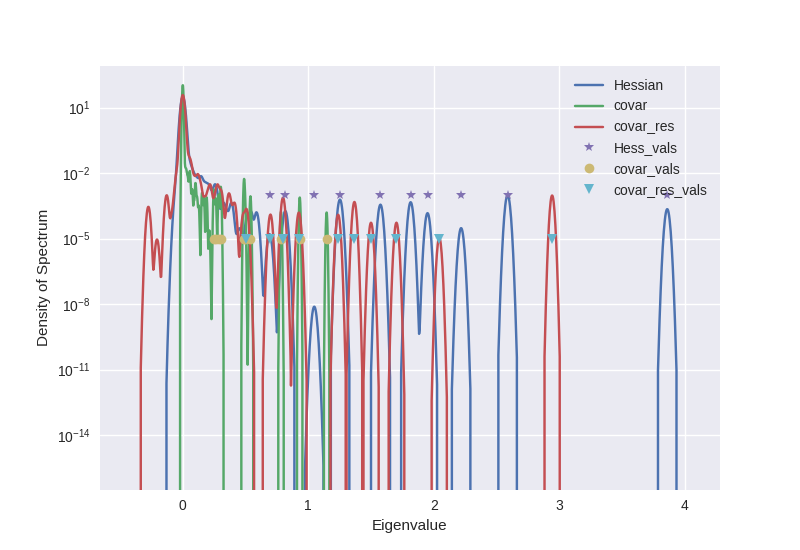 Density of Spectrum
10^1
10^−2
10^−5
10^−8
10^−11
10^−14
Hessian
covar
covar_res
Hess_vals
covar_vals
covar_res_vals
0 1 2 3 4
Eigenvalue